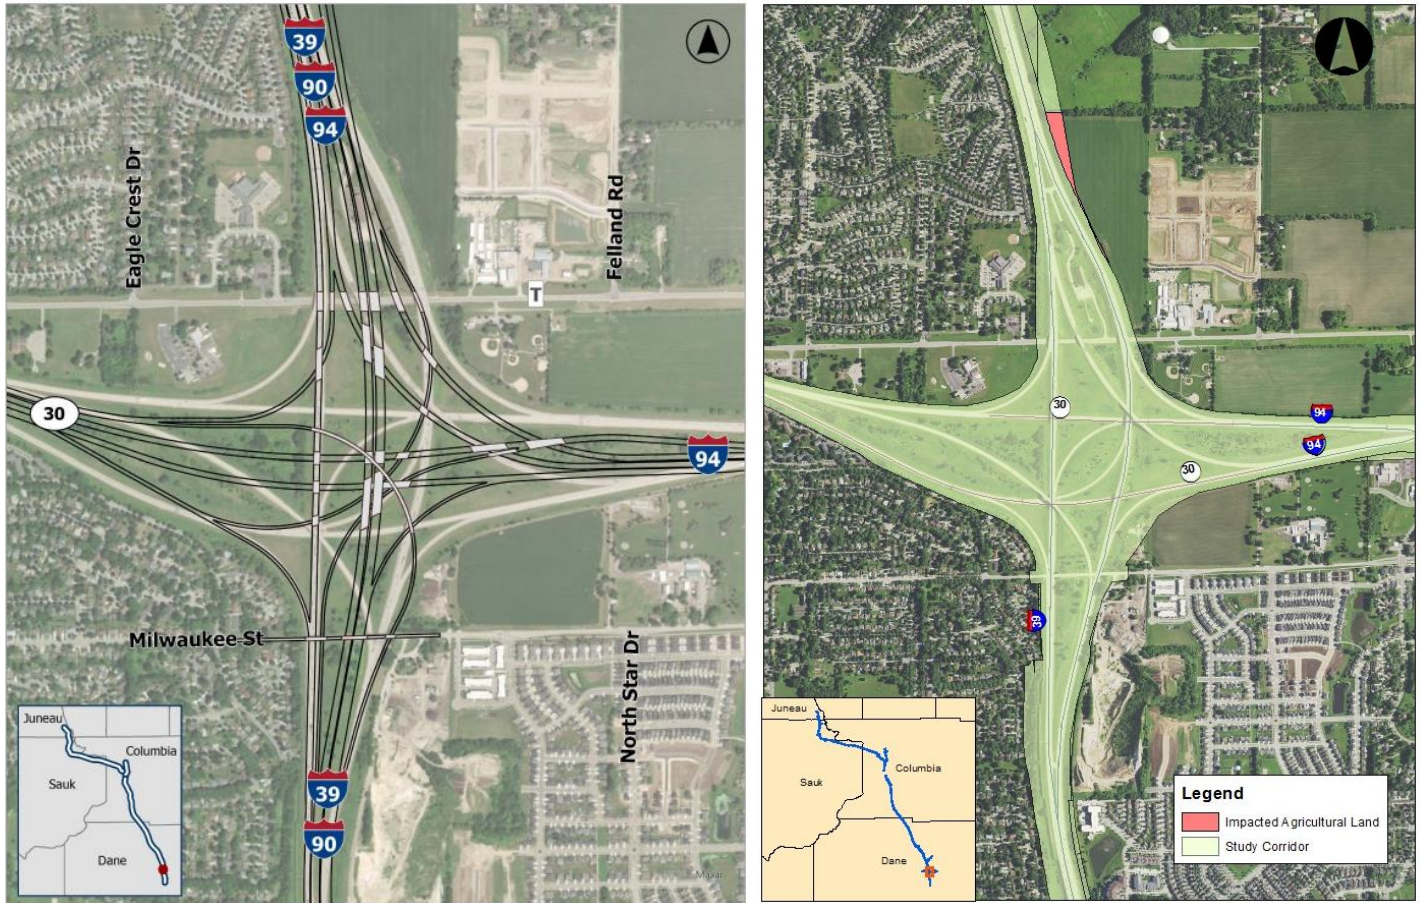 39
90
94
Eagle Crest Dr
Felland Rd
T
30
94
Milwaukee St
North Star Dr
39
90
Juneau
Columbia
Sauk
Dane
Maxar
30
94
94
30
39
Juneau
Columbia
Sauk
Dane
Legend
Impacted Agricultural Land
Study Corridor